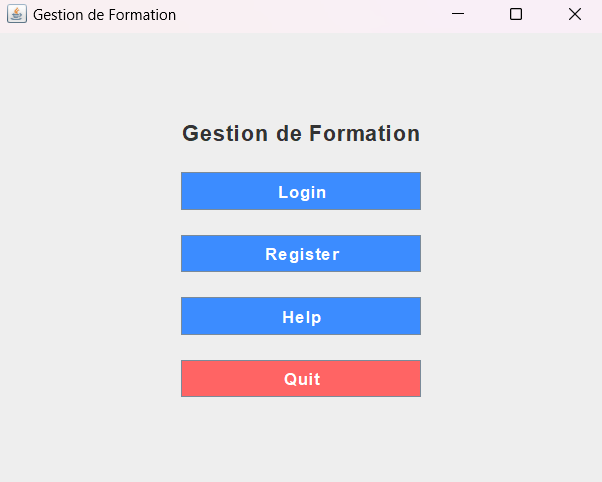 Gestion de Formation
Gestion de Formation
Login
Register
Help
Quit